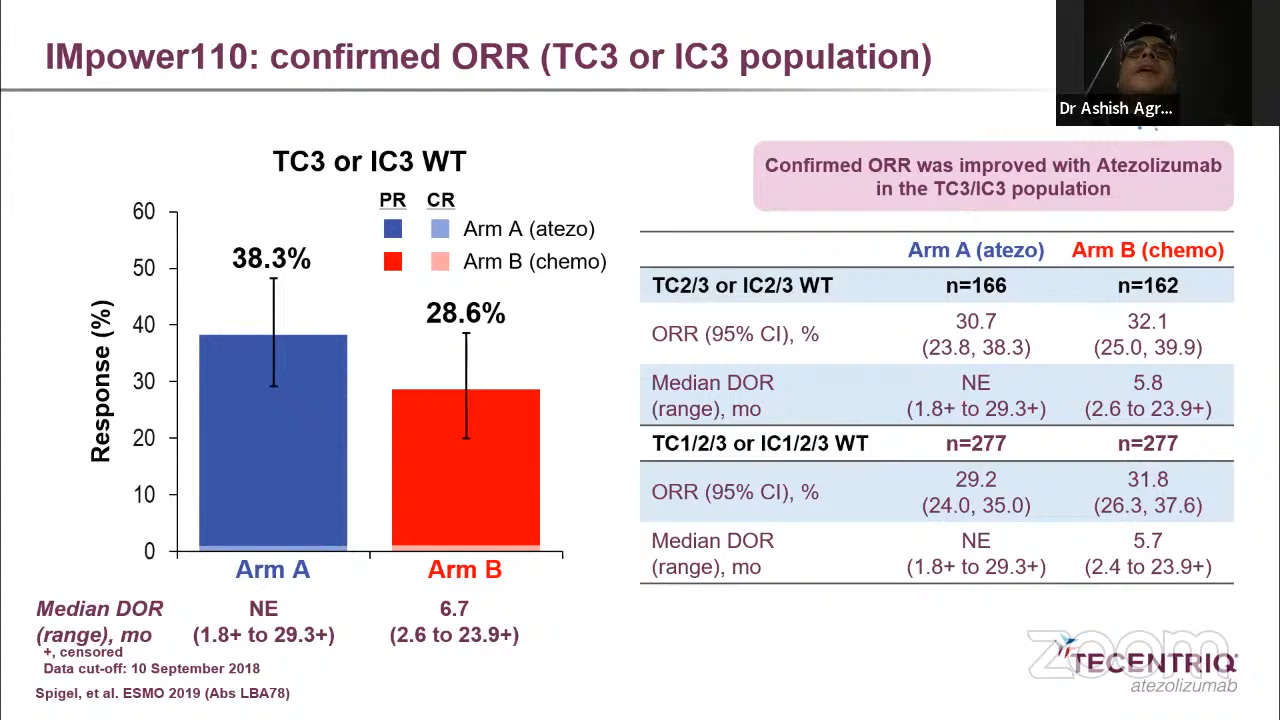 IMpower110: confirmed ORR (TC3 or IC3 population)
Dr Ashish Agr...
TC3 or IC3 WT
PR CR
Arm A (atezo)
Arm B (chemo)
Response (%)
60
50
40
30
20
10
0
38.3%
28.6%
Arm A Arm B
Median DOR NE 6.7
(range), mo (1.8+ to 29.3+) (2.6 to 23.9+)
+, censored
Data cut-off: 10 September 2018
Spigel, et al. ESMO 2019 (Abs LBA78)
Confirmed ORR was improved with Atezolizumab
in the TC3/IC3 population
Arm A (atezo) Arm B (chemo)
TC2/3 or IC2/3 WT n=166 n=162
ORR (95% CI), % 30.7 32.1
(23.8, 38.3) (25.0, 39.9)
Median DOR NE 5.8
(range), mo (1.8+ to 29.3+) (2.6 to 23.9+)
TC1/2/3 or IC1/2/3 WT n=277 n=277
ORR (95% CI), % 29.2 31.8
(24.0, 35.0) (26.3, 37.6)
Median DOR NE 5.7
(range), mo (1.8+ to 29.3+) (2.4 to 23.9+)
zoom
TECENTRIQ
atezolizumab